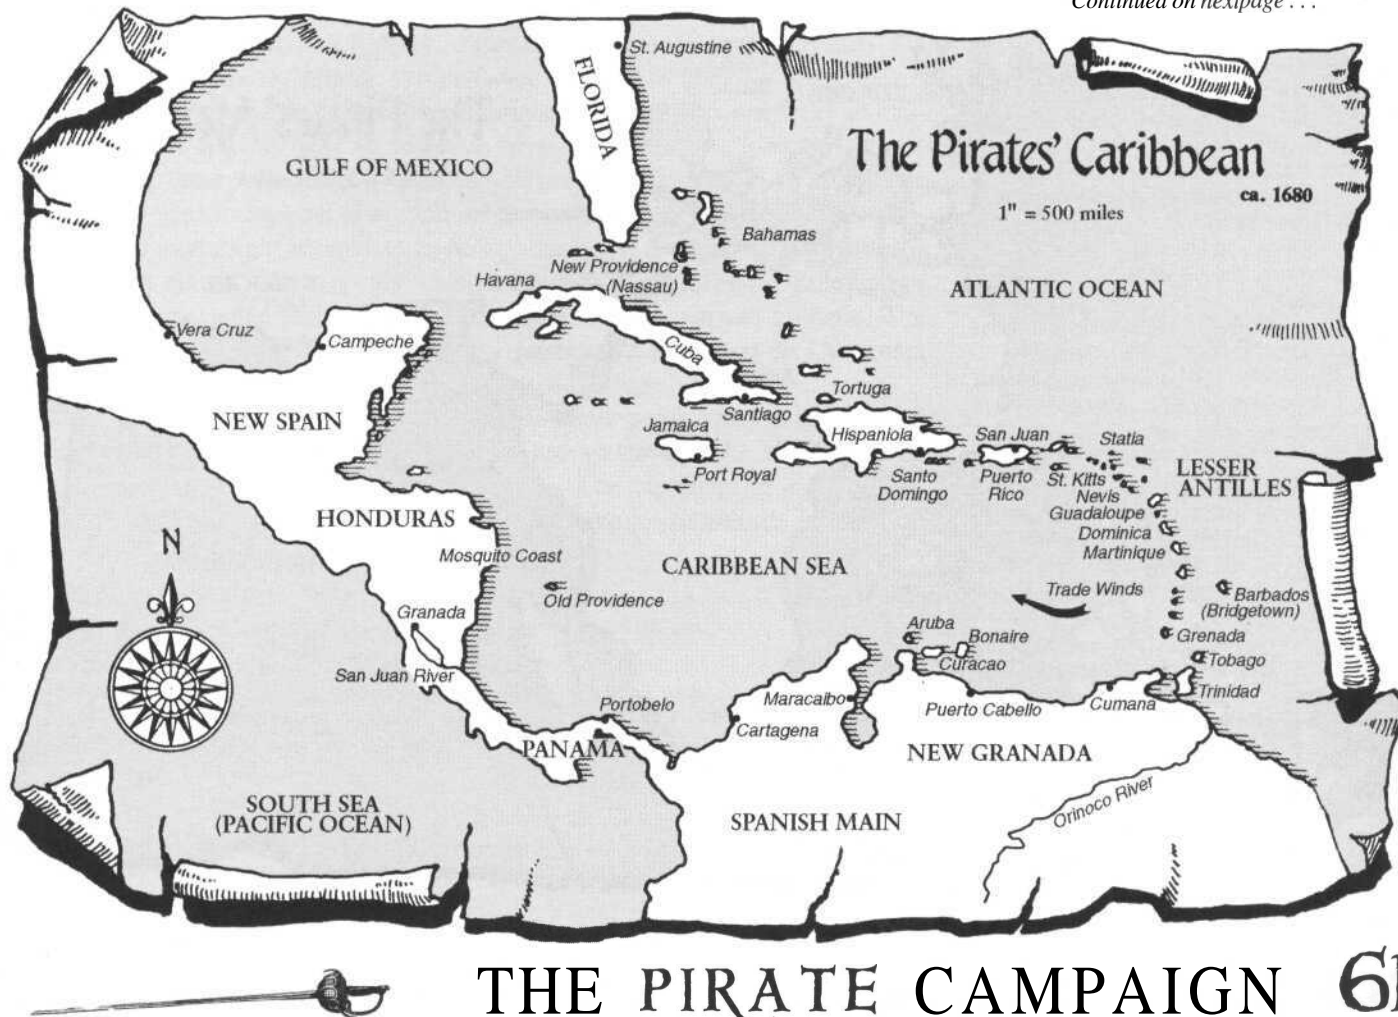 Continued on nextpage . . .
St. Augustine
FLORIDA
The Pirates' Caribbean
ca. 1680
1" = 500 miles
GULF OF MEXICO
Bahamas
New Providence
(Nassau)
Havana
ATLANTIC OCEAN
Vera Cruz
Campeche
Cuba
Tortuga
NEW SPAIN
Santiago
Jamaica
Hispaniola
San Juan
Statia
Port Royal
Santo
Domingo
Puerto
Rico
St. Kitts
Nevis
LESSER
ANTILLES
Guadaloupe
HONDURAS
Dominica
Martinique
N
Mosquito Coast
CARIBBEAN SEA
Trade Winds
Barbados
(Bridgetown)
Old Providence
Granada
Aruba
Bonaire
Curacao
Grenada
Tobago
San Juan River
Trinidad
Maracaibo
Portobelo
Puerto Cabello
Cumana
Cartagena
PANAMA
NEW GRANADA
SOUTH SEA
(PACIFIC OCEAN)
SPANISH MAIN
Orinoco River
THE PIRATE CAMPAIGN